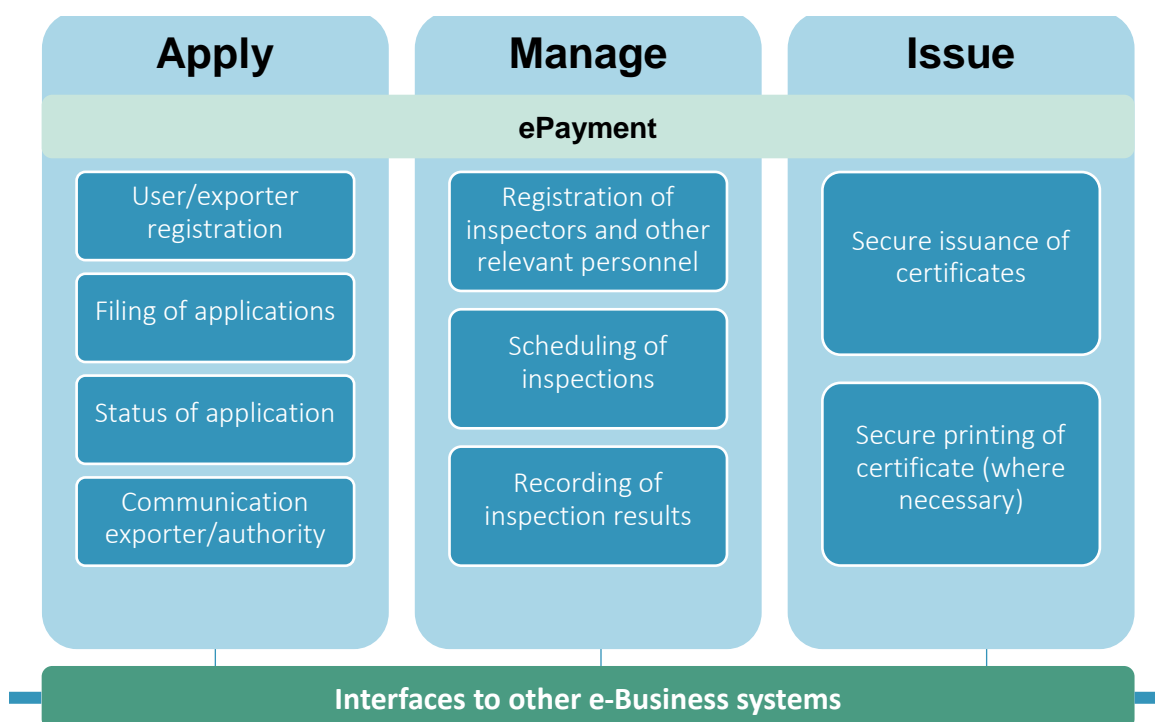 Apply
Manage
Issue
ePayment
User/exporter
registration
Filing of applications
Status of application
Communication
exporter/authority
Registration of
inspectors and other
relevant personnel
Scheduling of
inspections
Recording of
inspection results
Secure issuance of
certificates
Secure printing of
certificate (where
necessary)
Interfaces to other e-Business systems